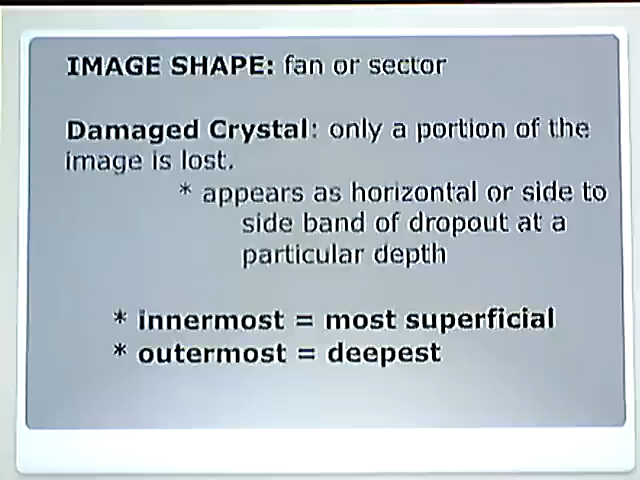 IMAGE SHAPE: fan or sector
Damaged Crystal: only a portion of the
image is lost.
* appears as horizontal or side to
side band of dropout at a
particular depth
* innermost = most superficial
* outermost = deepest